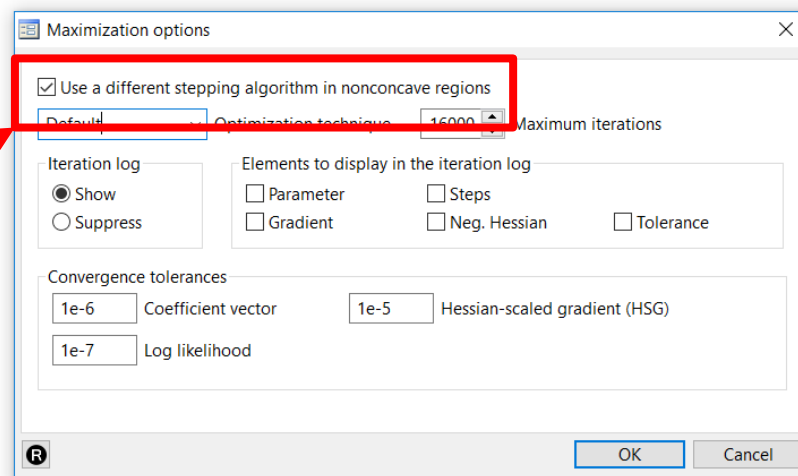 Maximization options
Use a different stepping algorithm in nonconcave regions
Default Optimization technique 16000 Maximum iterations
Iteration log Elements to display in the iteration log
Show Parameter Steps
Suppress Gradient Neg. Hessian Tolerance
Convergence tolerances
1e-6 Coefficient vector 1e-5 Hessian-scaled gradient (HSG)
1e-7 Log likelihood
R OK Cancel